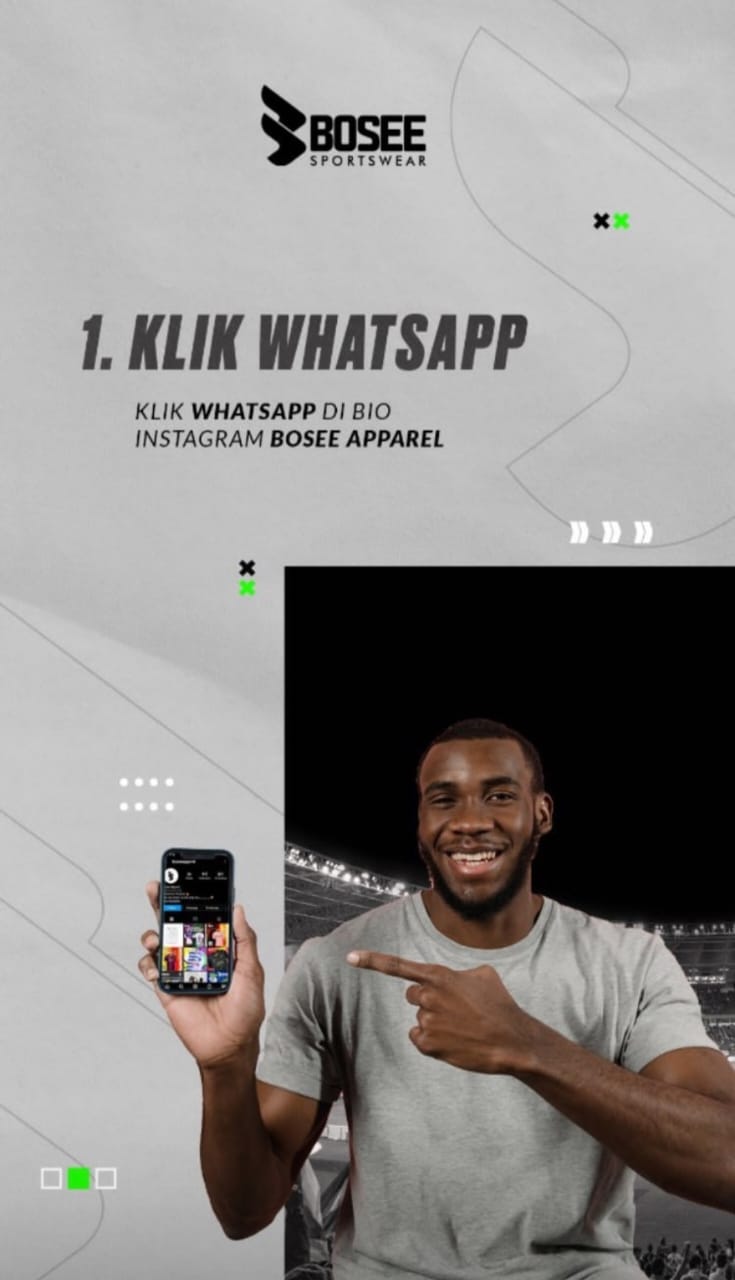 BOSEE
SPORTSWEAR
1. KLIK WHATSAPP
KLIK WHATSAPP DI BIO
INSTAGRAM BOSEE APPAREL